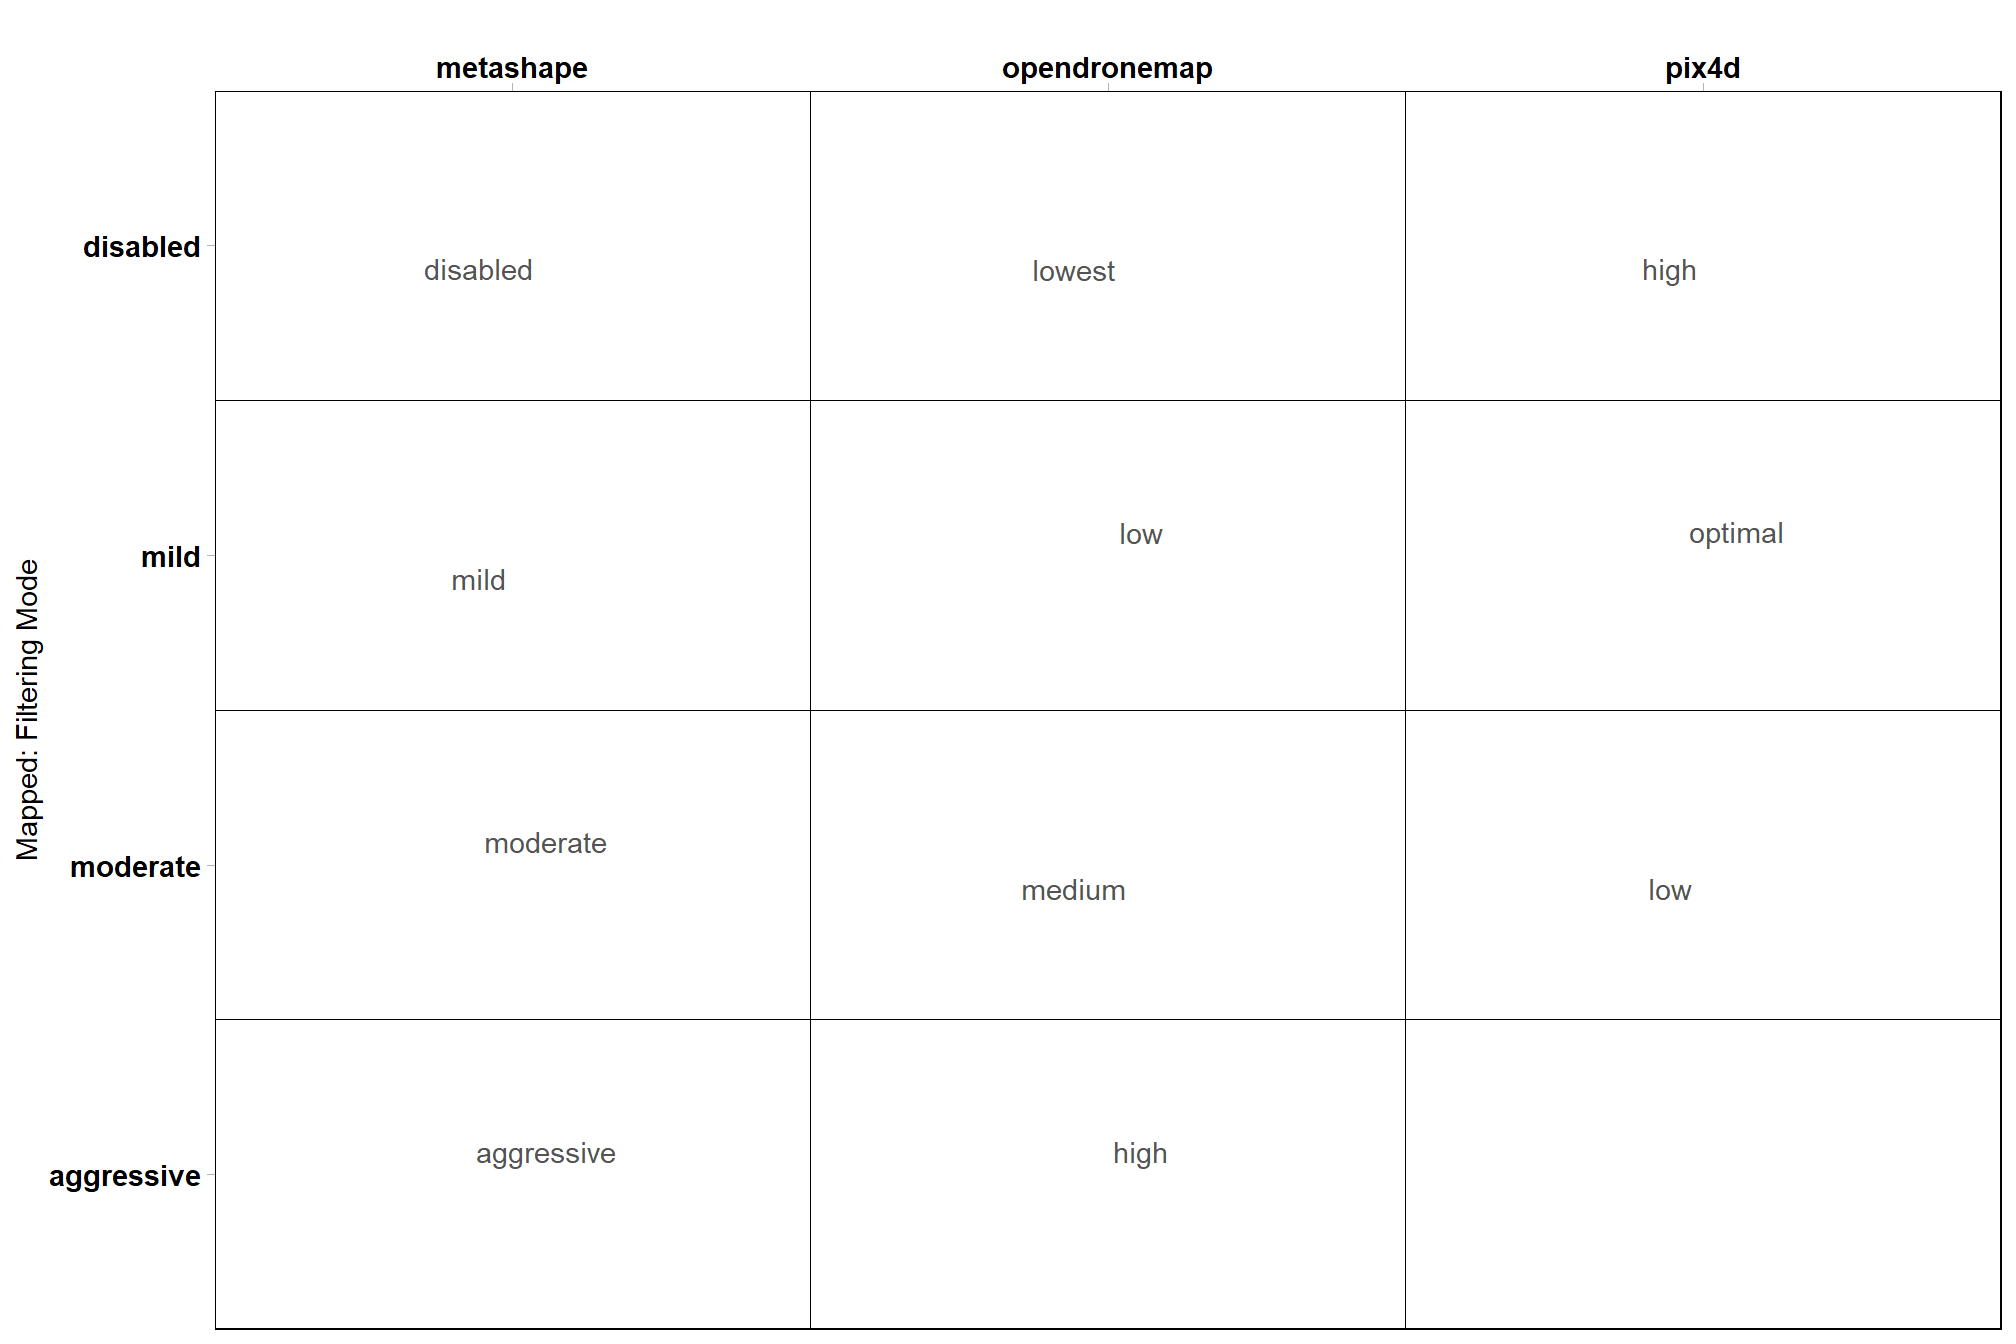 metashape opendronemap pix4d
disabled disabled lowest high
mild mild low optimal
moderate moderate medium low
aggressive aggressive high
Mapped: Filtering Mode